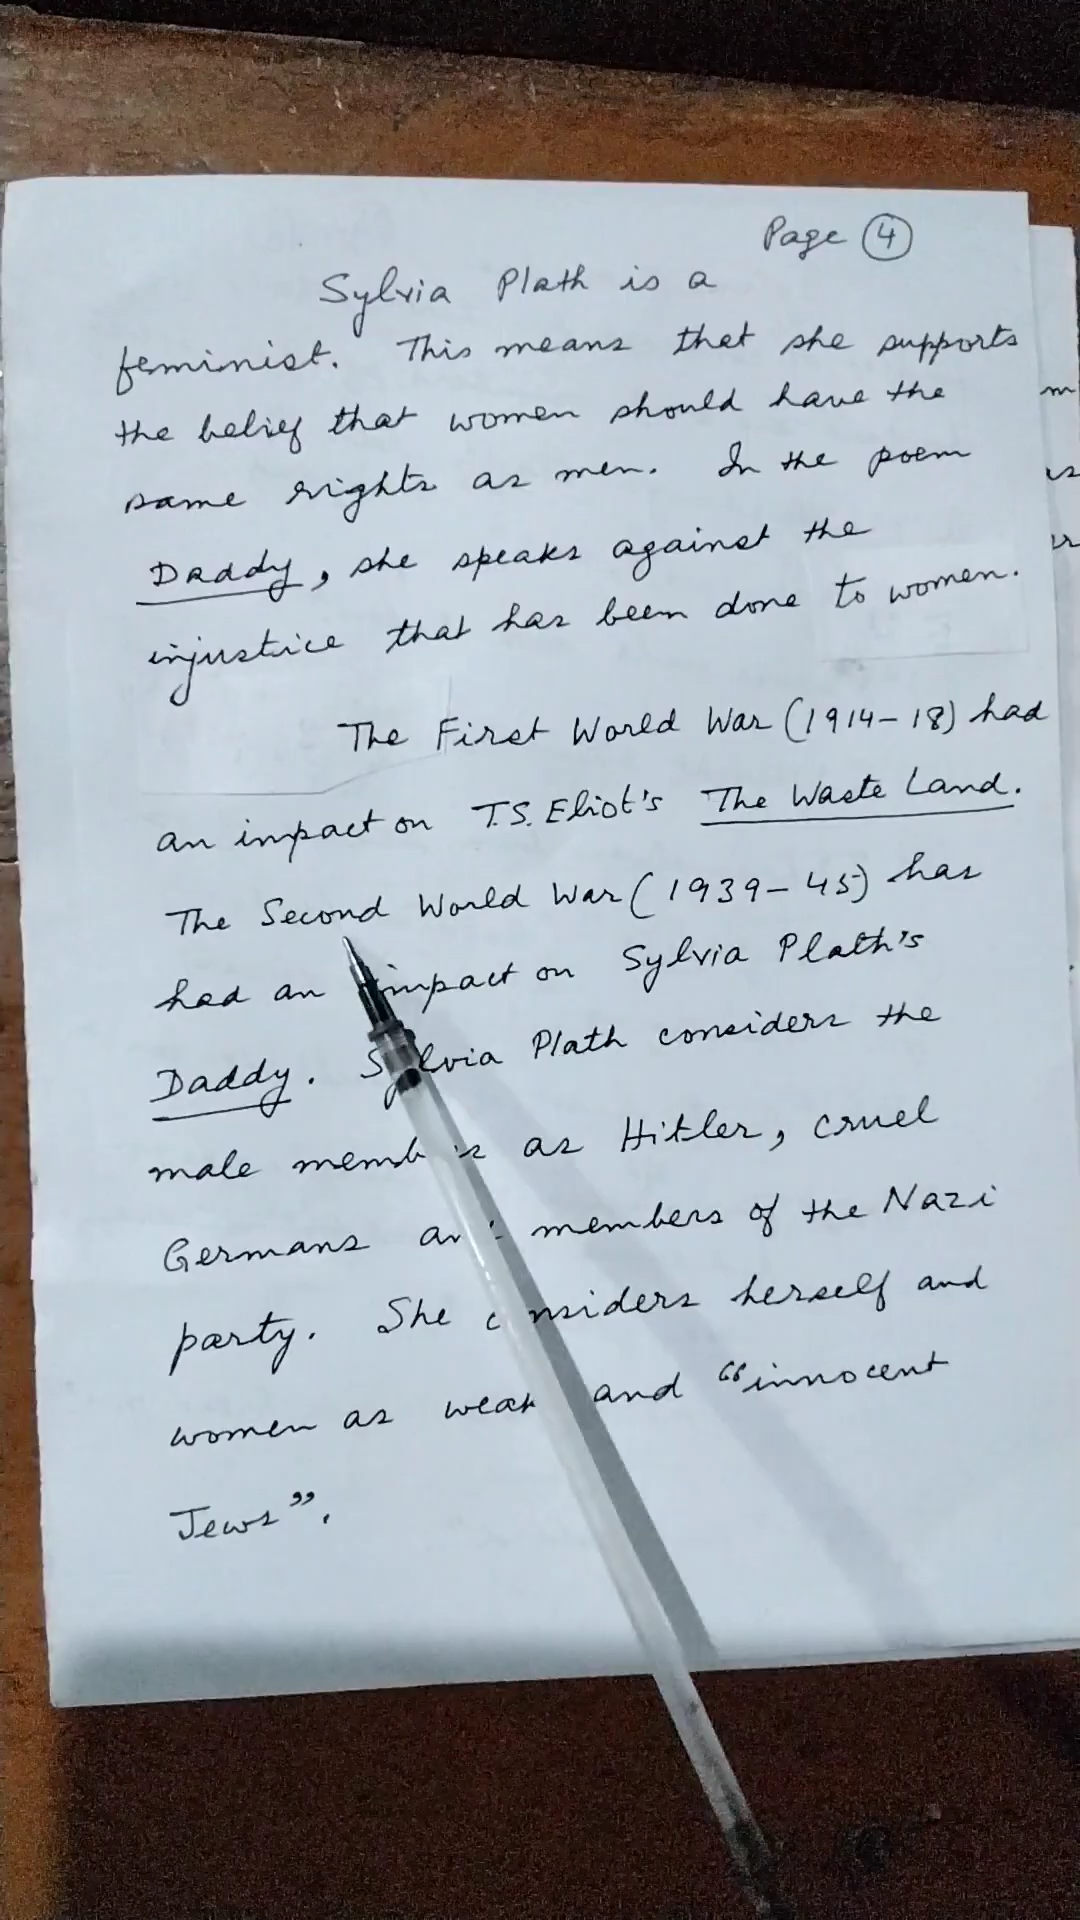 Page 4
Sylvia Plath is a
feminist. This means that she supports
the belief that women should have the
same rights as men. In the poem
Daddy, she speaks against the
injustice that has been done to women.
The First World War (1914-18) had
an impact on T.S. Eliot's The Waste Land.
The Second World War (1939-45) has
had an impact on Sylvia Plath's
Daddy. Sylvia Plath considers the
male as Hitler, cruel
Germans members of the Nazi
party. She considers herself and
women as weak and "innocent
Jews".